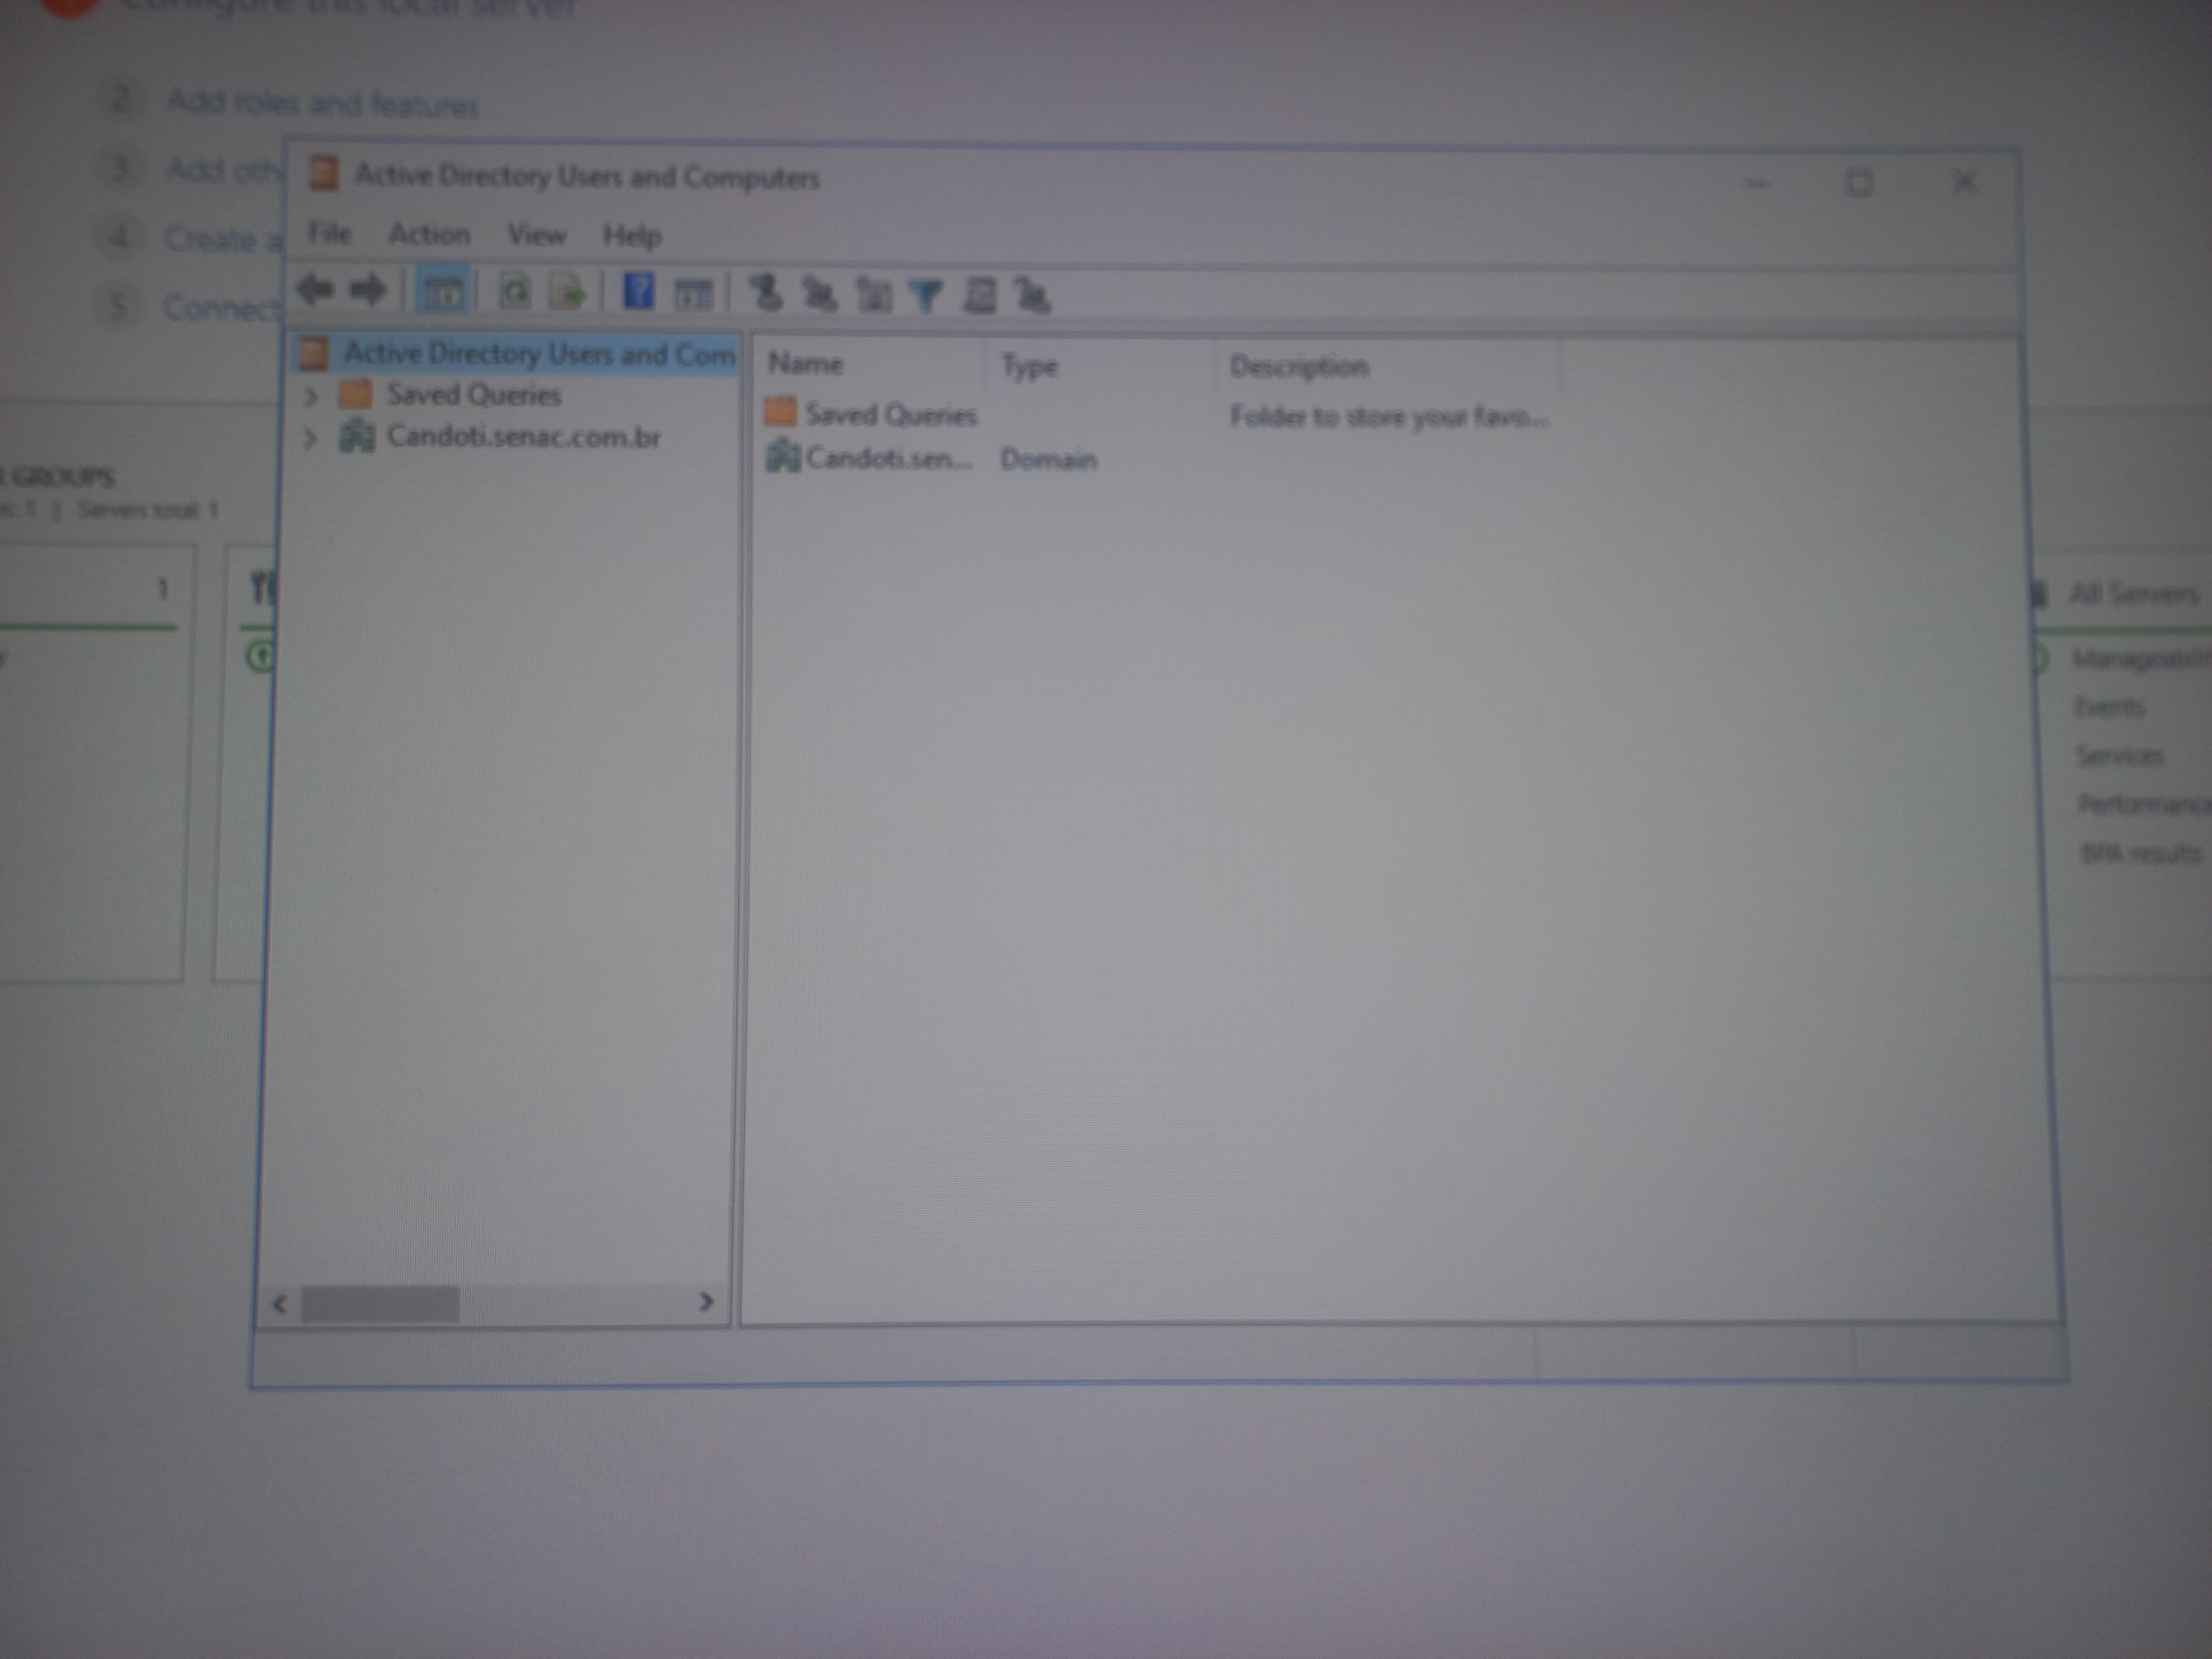 Configure this local server
2 Add roles and features
3 Add oth
4 Create a
5 Connect
Active Directory Users and Computers
File Action View Help
Active Directory Users and Com
Saved Queries
Candoti.senac.com.br
Name Type Description
Saved Queries Folder to store your favo...
Candoti.sen... Domain
GROUPS
1 | Servers total: 1
1
All Servers
Manageabilit
Events
Services
Performance
BPA results